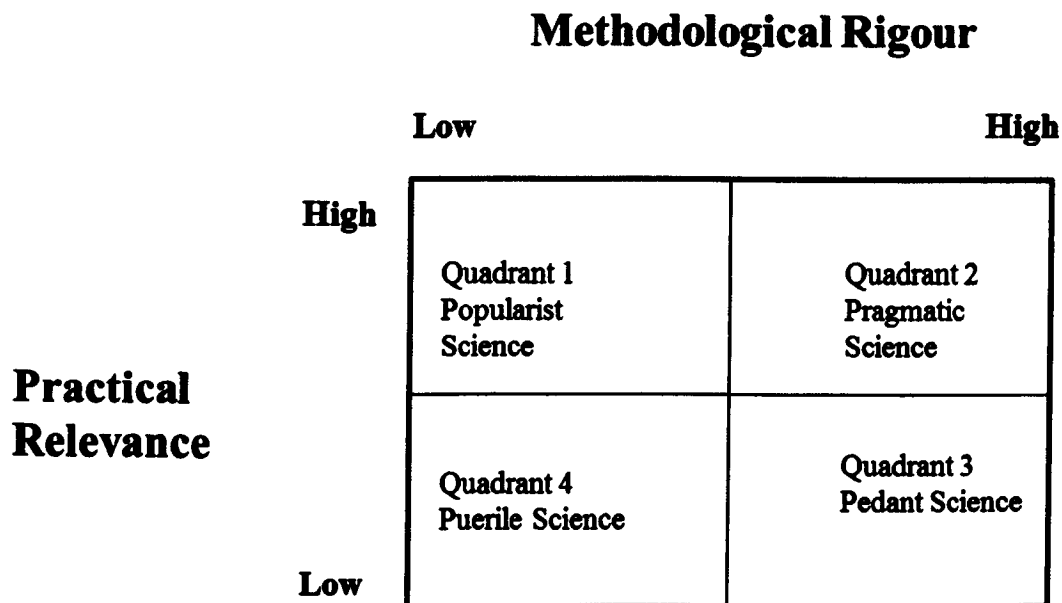 Methodological Rigour
Low
High
High
Quadrant 1
Popularist
Science
Quadrant 2
Pragmatic
Science
Practical
Relevance
Quadrant 4
Puerile Science
Quadrant 3
Pedant Science
Low